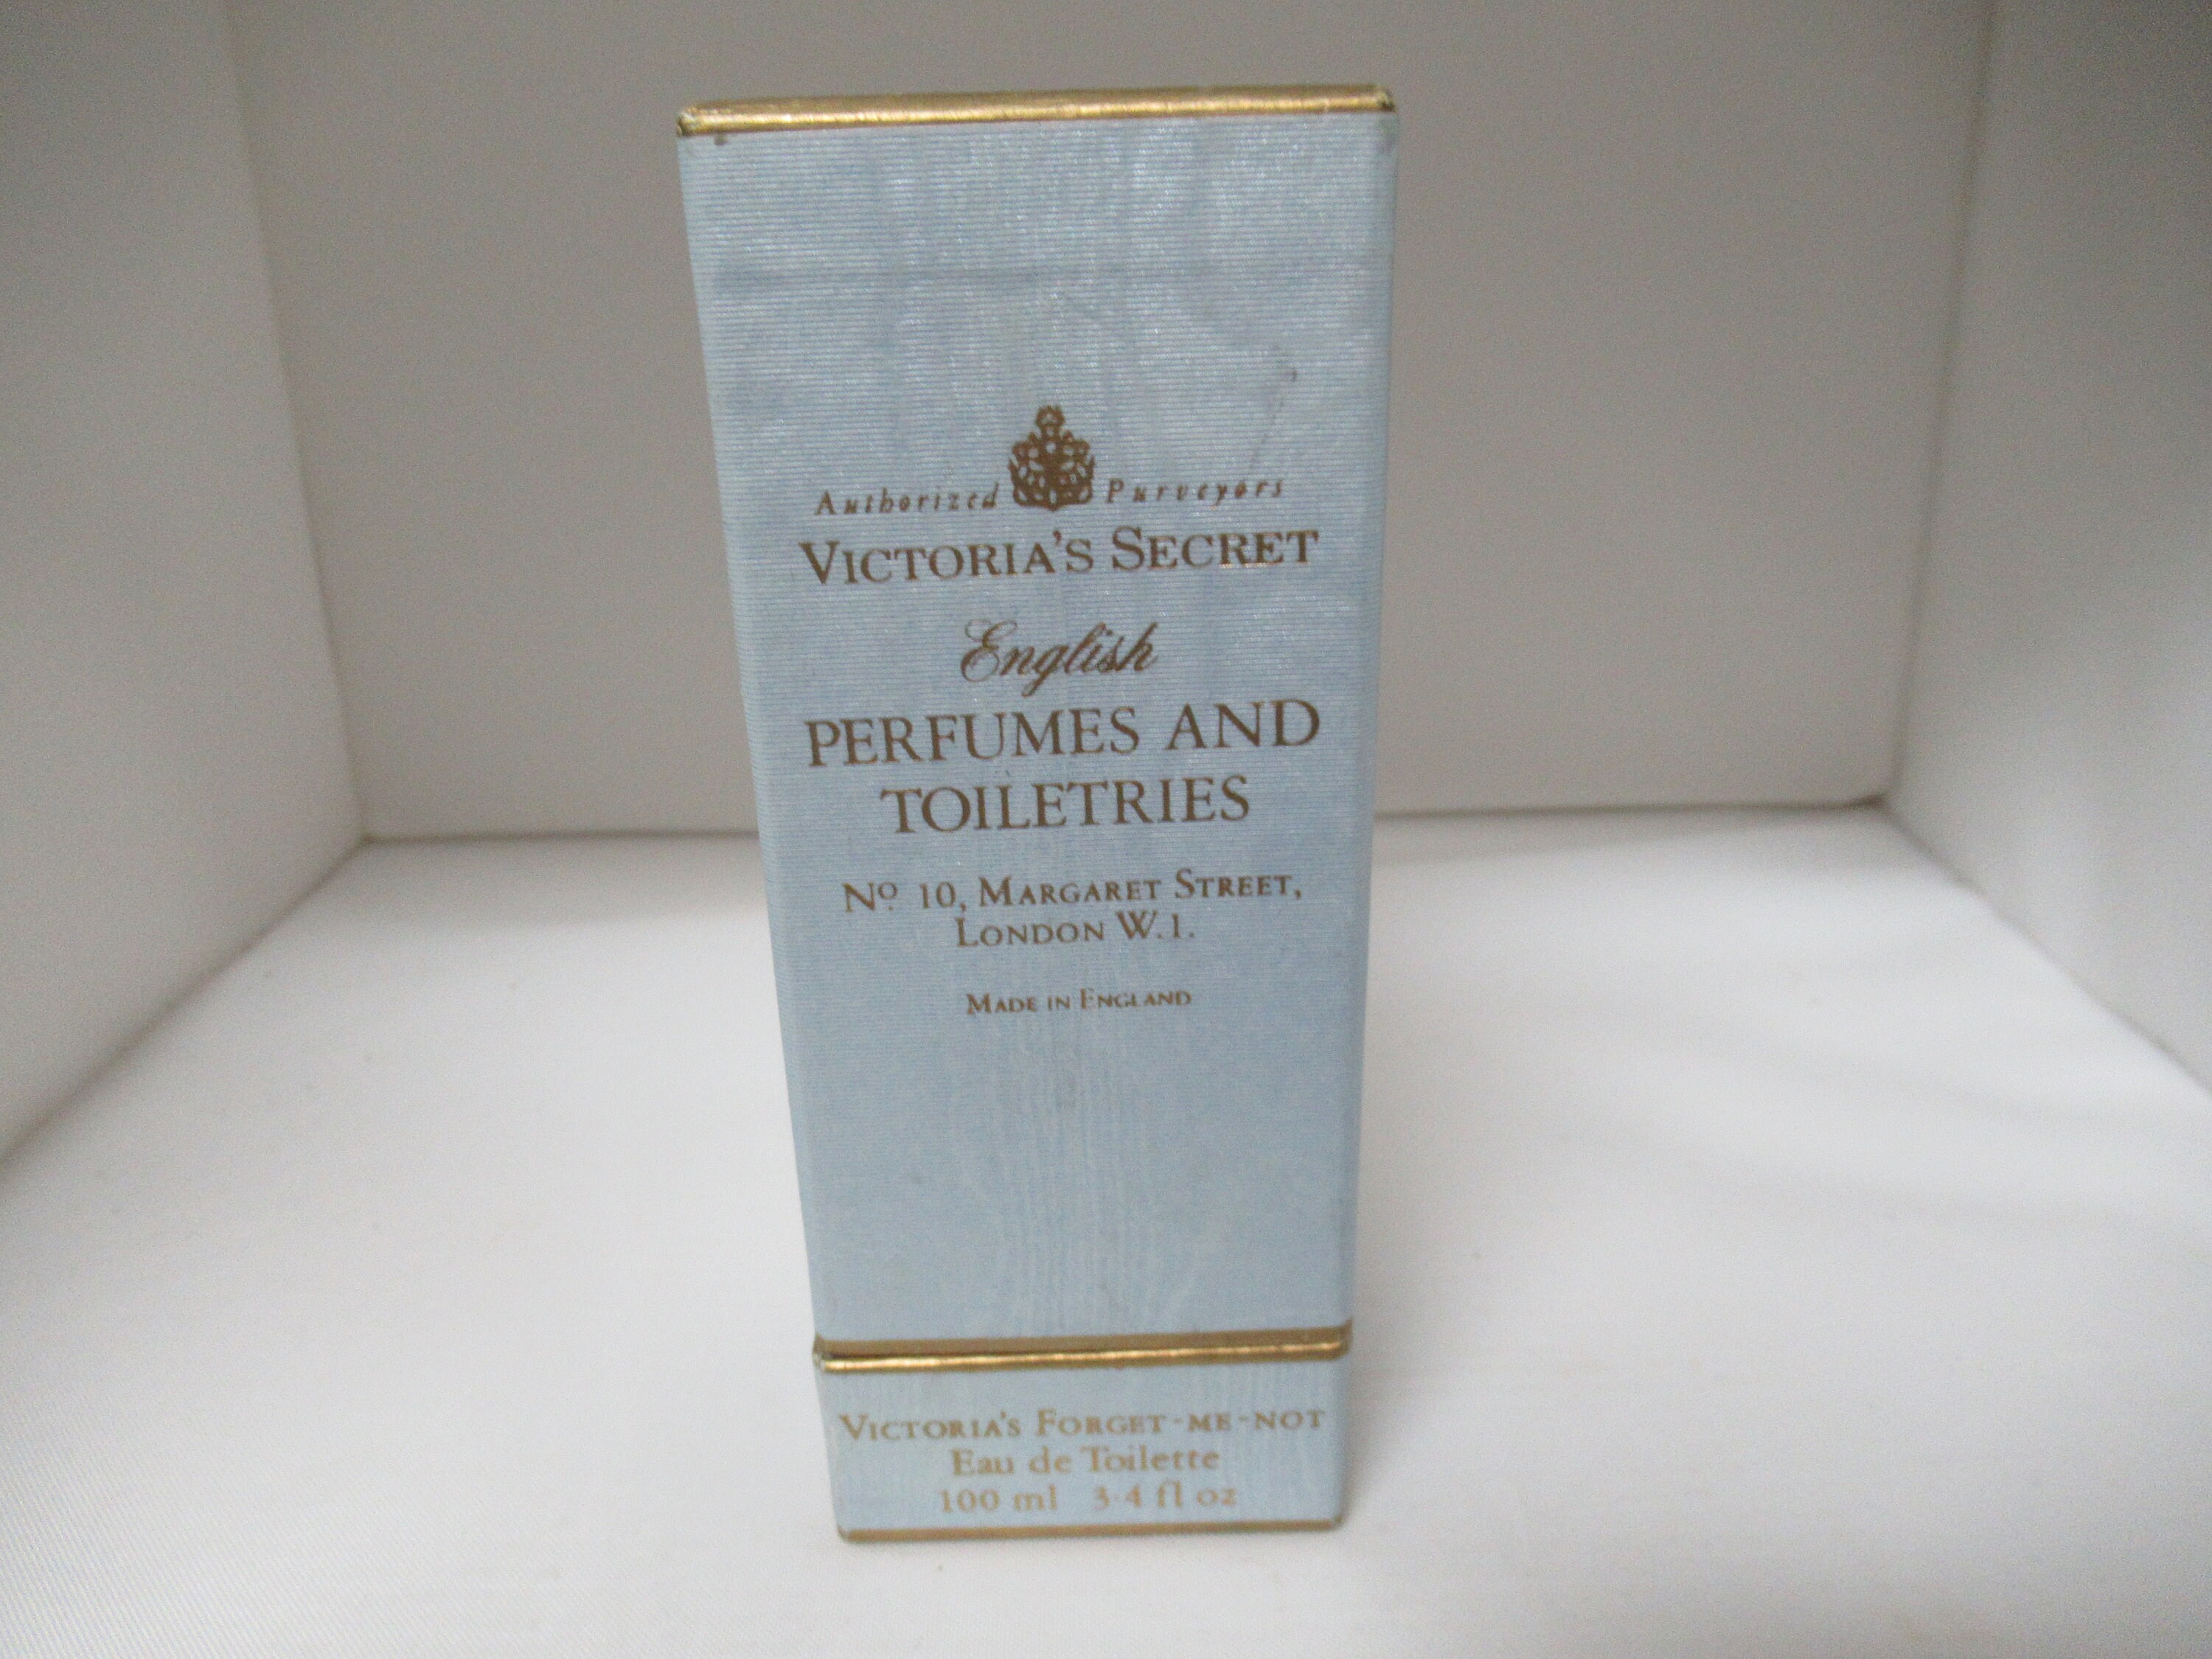 Authorized Purveyors
VICTORIA'S SECRET
English
PERFUMES AND
TOILETRIES
Nº 10, MARGARET STREET,
LONDON W.1.
MADE IN ENGLAND
VICTORIA'S FORGET-ME-NOT
Eau de Toilette
100 ml 3·4 fl oz